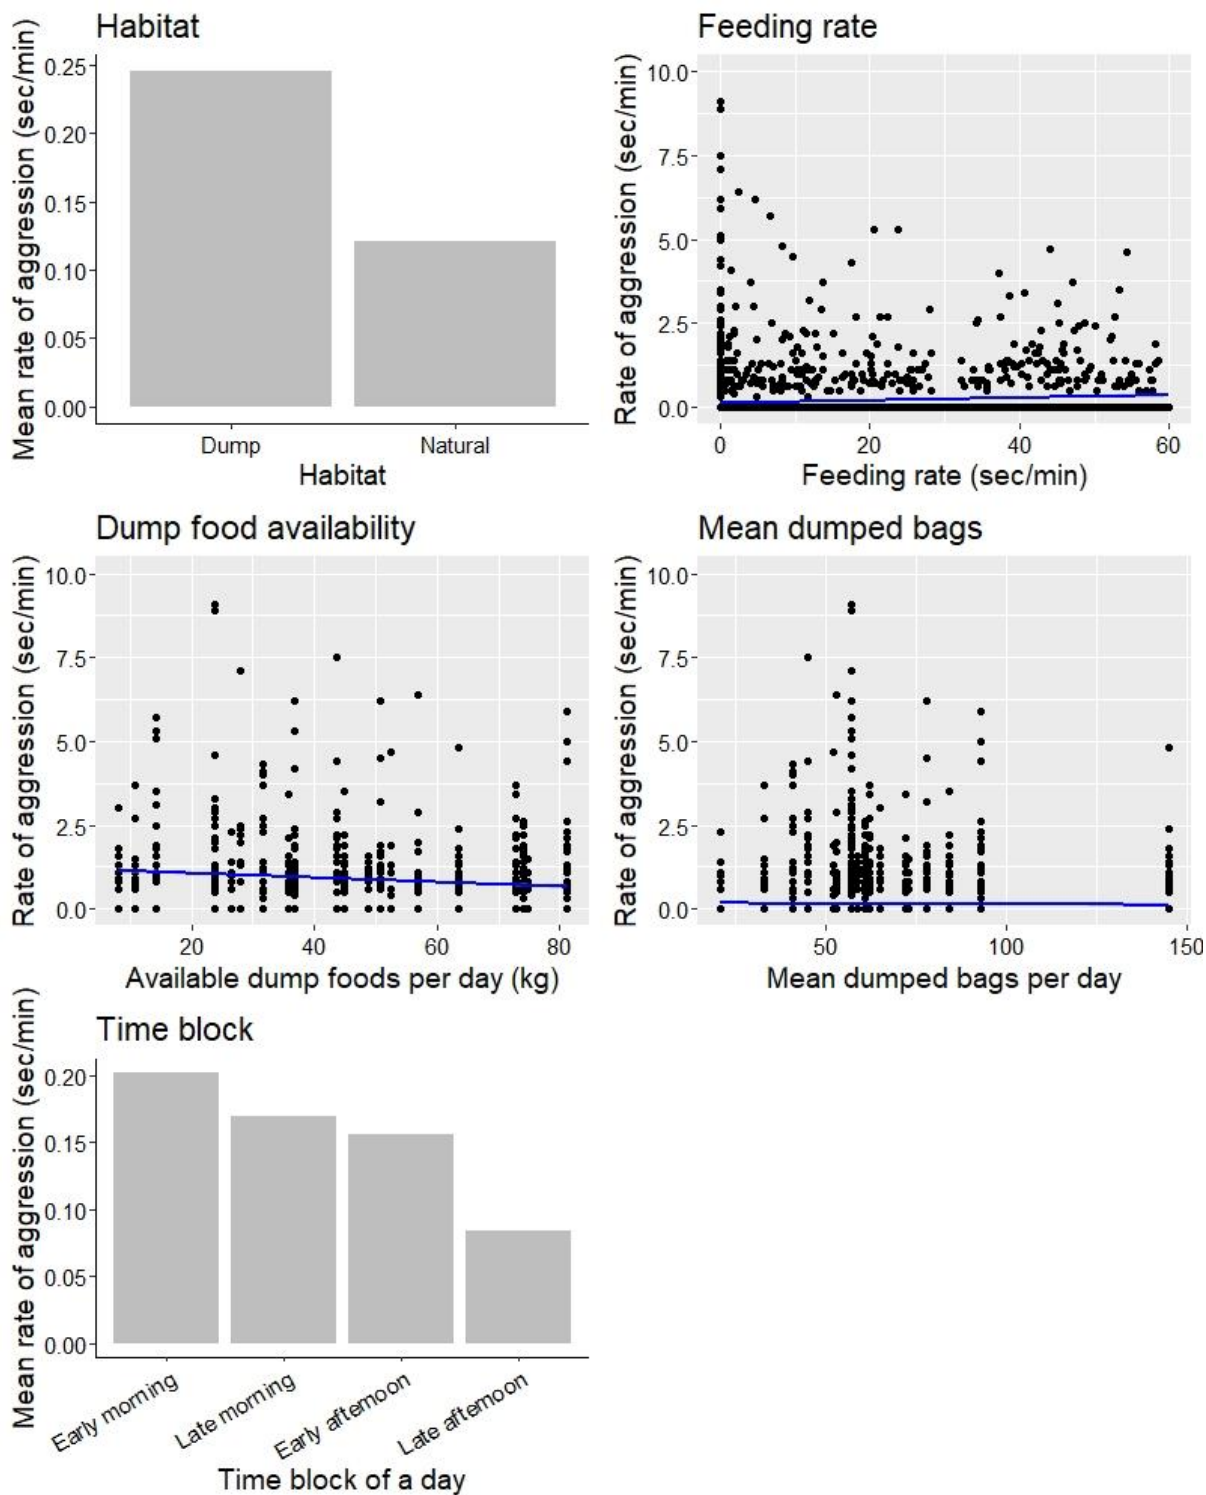 Habitat
Mean rate of aggression (sec/min)
0.25
0.20
0.15
0.10
0.05
0.00
Dump Natural
Habitat
Feeding rate
Rate of aggression (sec/min)
10.0
7.5
5.0
2.5
0.0
0 20 40 60
Feeding rate (sec/min)
Dump food availability
Rate of aggression (sec/min)
10.0
7.5
5.0
2.5
0.0
20 40 60 80
Available dump foods per day (kg)
Mean dumped bags
Rate of aggression (sec/min)
10.0
7.5
5.0
2.5
0.0
50 100 150
Mean dumped bags per day
Time block
Mean rate of aggression (sec/min)
0.20
0.15
0.10
0.05
0.00
Early morning
Late morning
Early afternoon
Late afternoon
Time block of a day